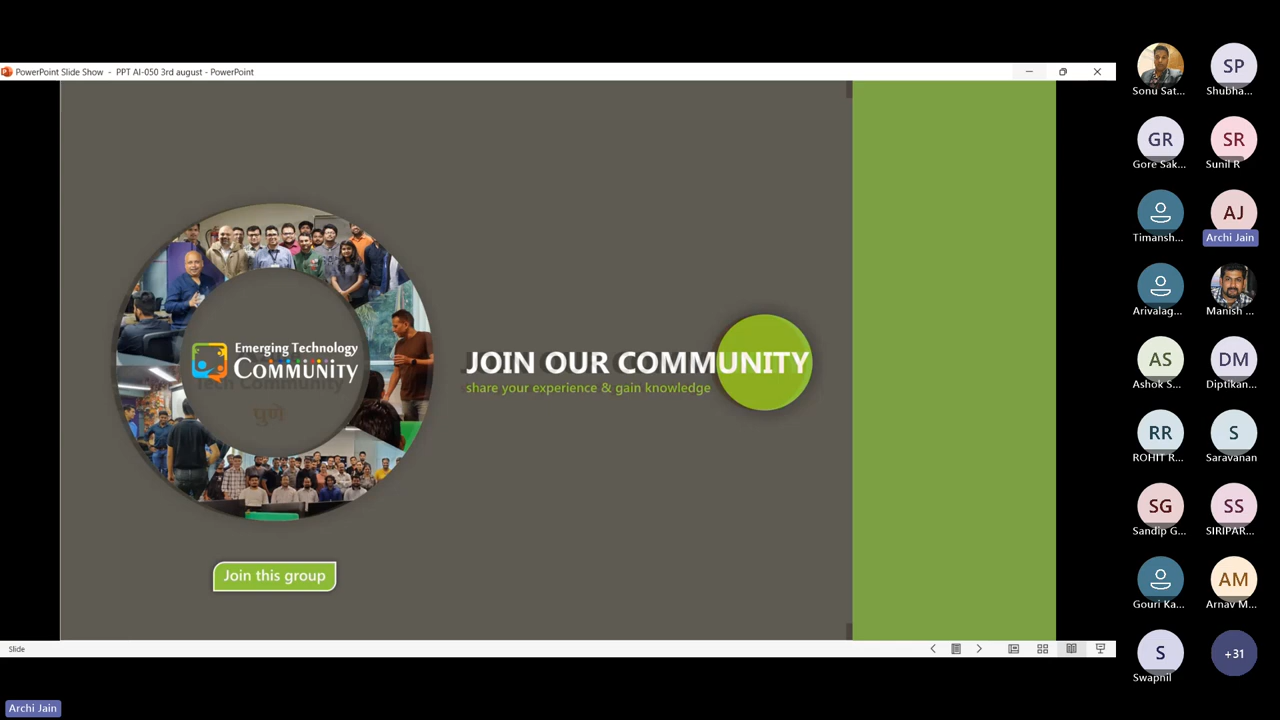 PowerPoint Slide Show - PPT AI-050 3rd august - PowerPoint
Emerging Technology
COMMUNITY
Tech Community
पुणे
JOIN OUR COMMUNITY
share your experience & gain knowledge
Join this group
Slide
Archi Jain
Sonu Sat...
SP
Shubha...
GR
Gore Sak...
SR
Sunil R
Timansh...
AJ
Archi Jain
Arivalag...
Manish ...
AS
Ashok S...
DM
Diptikan...
RR
ROHIT R...
S
Saravanan
SG
Sandip G...
SS
SIRIPAR...
Gouri Ka...
AM
Arnav M...
S
Swapnil
+31